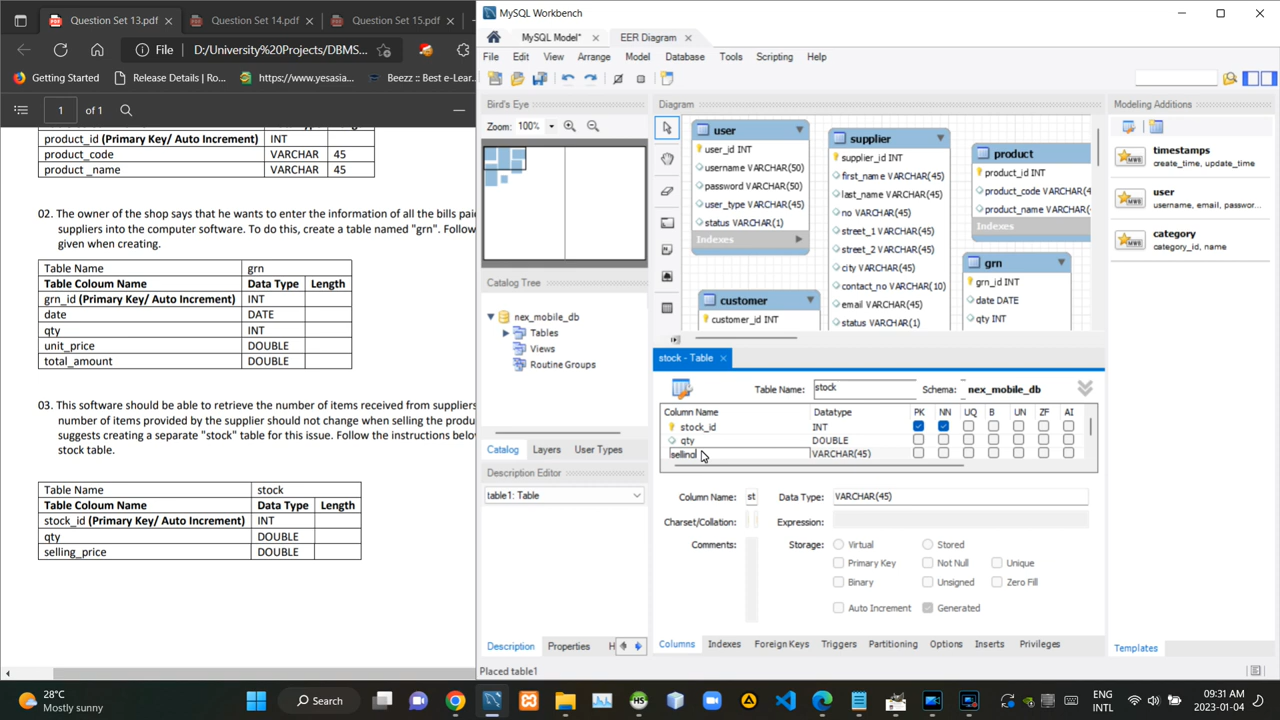 Question Set 13.pdf
Question Set 14.pdf
Question Set 15.pdf
File
D:/University%20Projects/DBMS...
Getting Started
Release Details | Ro...
https://www.yesasia...
Beezz :: Best e-Lear...
1 of 1
product_id (Primary Key/ Auto Increment) INT
product_code VARCHAR 45
product _name VARCHAR 45
02. The owner of the shop says that he wants to enter the information of all the bills paid
suppliers into the computer software. To do this, create a table named "grn". Follow
given when creating.
Table Name grn
Table Coloum Name Data Type Length
grn_id (Primary Key/ Auto Increment) INT
date DATE
qty INT
unit_price DOUBLE
total_amount DOUBLE
03. This software should be able to retrieve the number of items received from suppliers
number of items provided by the supplier should not change when selling the produ
suggests creating a separate "stock" table for this issue. Follow the instructions below
stock table.
Table Name stock
Table Coloum Name Data Type Length
stock_id (Primary Key/ Auto Increment) INT
qty DOUBLE
selling_price DOUBLE
MySQL Workbench
MySQL Model*
EER Diagram
File Edit View Arrange Model Database Tools Scripting Help
Bird's Eye
Zoom: 100%
Catalog Tree
nex_mobile_db
Tables
Views
Routine Groups
Catalog Layers User Types
Description Editor
table1: Table
Description Properties H
Diagram
user
user_id INT
username VARCHAR(50)
password VARCHAR(50)
user_type VARCHAR(45)
status VARCHAR(1)
Indexes
customer
customer_id INT
supplier
supplier_id INT
first_name VARCHAR(45)
last_name VARCHAR(45)
no VARCHAR(45)
street_1 VARCHAR(45)
street_2 VARCHAR(45)
city VARCHAR(45)
contact_no VARCHAR(10)
email VARCHAR(45)
status VARCHAR(1)
product
product_id INT
product_code VARCHAR(4
product_name VARCHAR(4
Indexes
grn
grn_id INT
date DATE
qty INT
stock - Table
Table Name: stock Schema: nex_mobile_db
Column Name Datatype PK NN UQ B UN ZF AI
stock_id INT
qty DOUBLE
selling VARCHAR(45)
Column Name: st Data Type: VARCHAR(45)
Charset/Collation: Expression:
Comments: Storage: Virtual Stored
Primary Key Not Null Unique
Binary Unsigned Zero Fill
Auto Increment Generated
Columns Indexes Foreign Keys Triggers Partitioning Options Inserts Privileges
Modeling Additions
timestamps
create_time, update_time
user
username, email, passwor...
category
category_id, name
Templates
Placed table1
28°C
Mostly sunny
Search
ENG
INTL
09:31 AM
2023-01-04